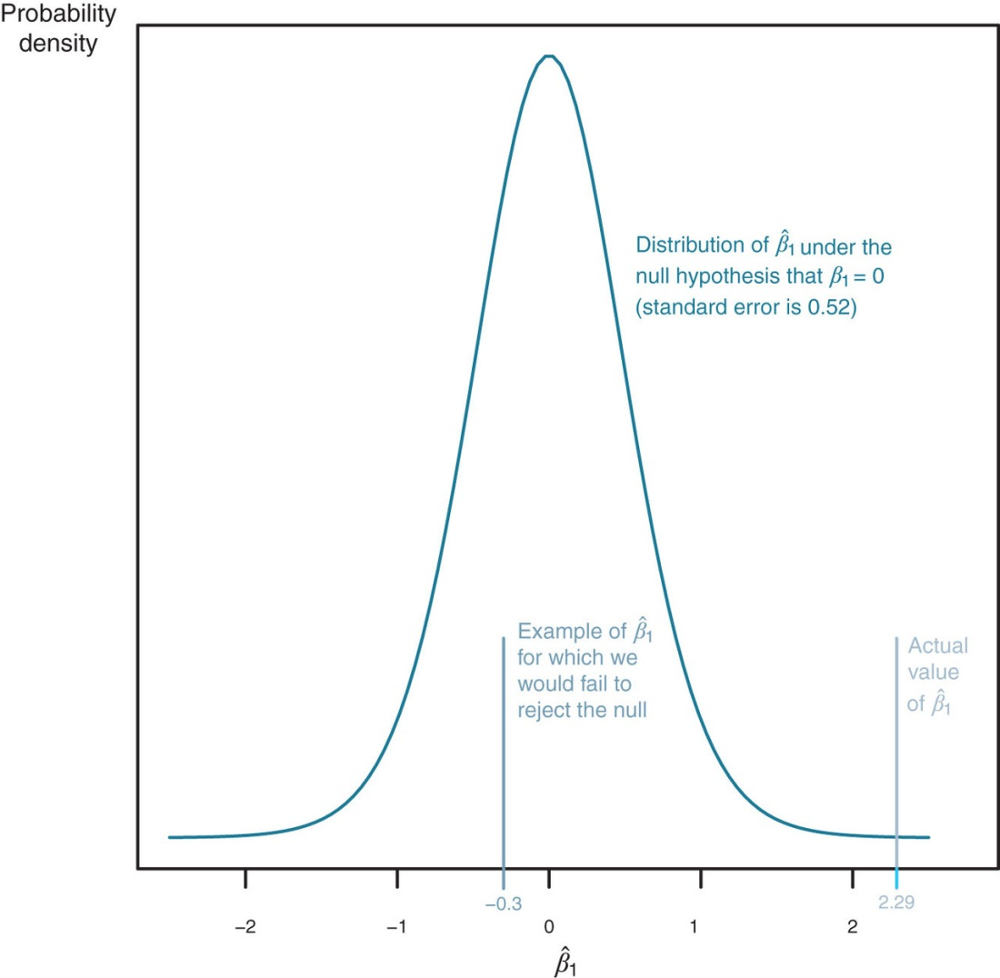 Probability
density
Distribution of β̂₁ under the
null hypothesis that β₁ = 0
(standard error is 0.52)
Example of β̂₁
for which we
would fail to
reject the null
Actual
value
of β̂₁
−0.3
2.29
−2
−1
0
1
2
β̂₁